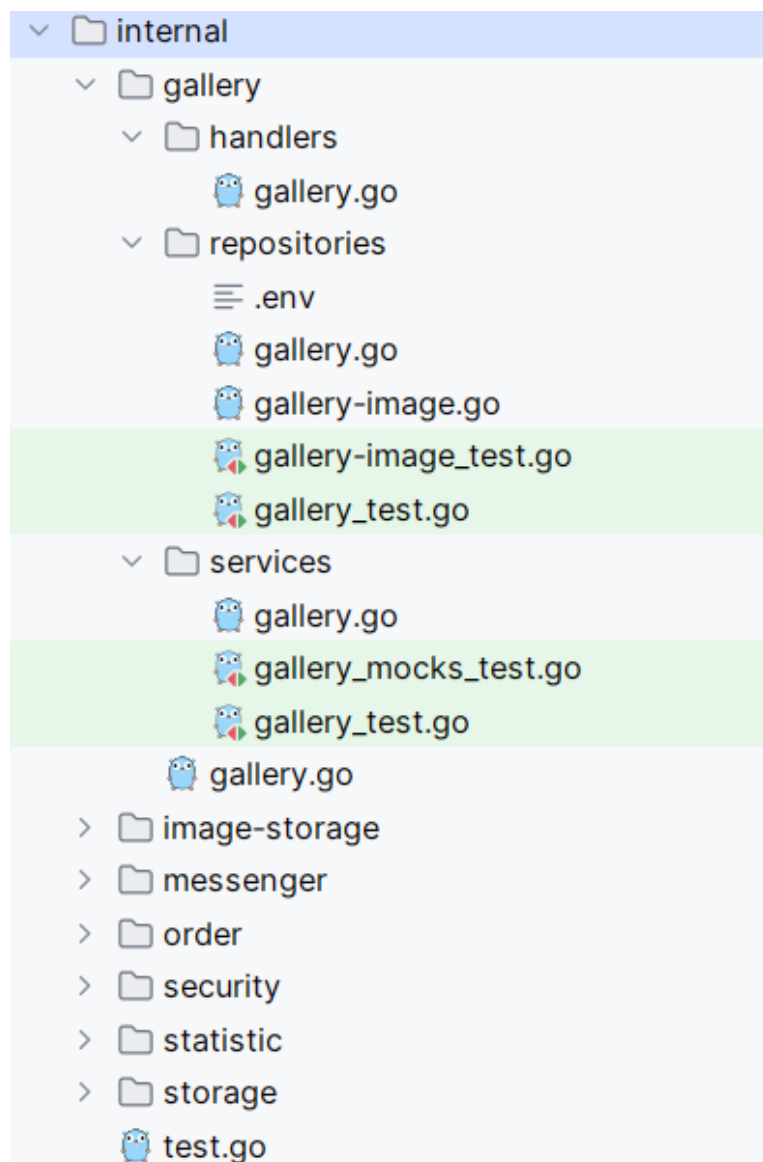 internal
gallery
handlers
gallery.go
repositories
.env
gallery.go
gallery-image.go
gallery-image_test.go
gallery_test.go
services
gallery.go
gallery_mocks_test.go
gallery_test.go
gallery.go
image-storage
messenger
order
security
statistic
storage
test.go